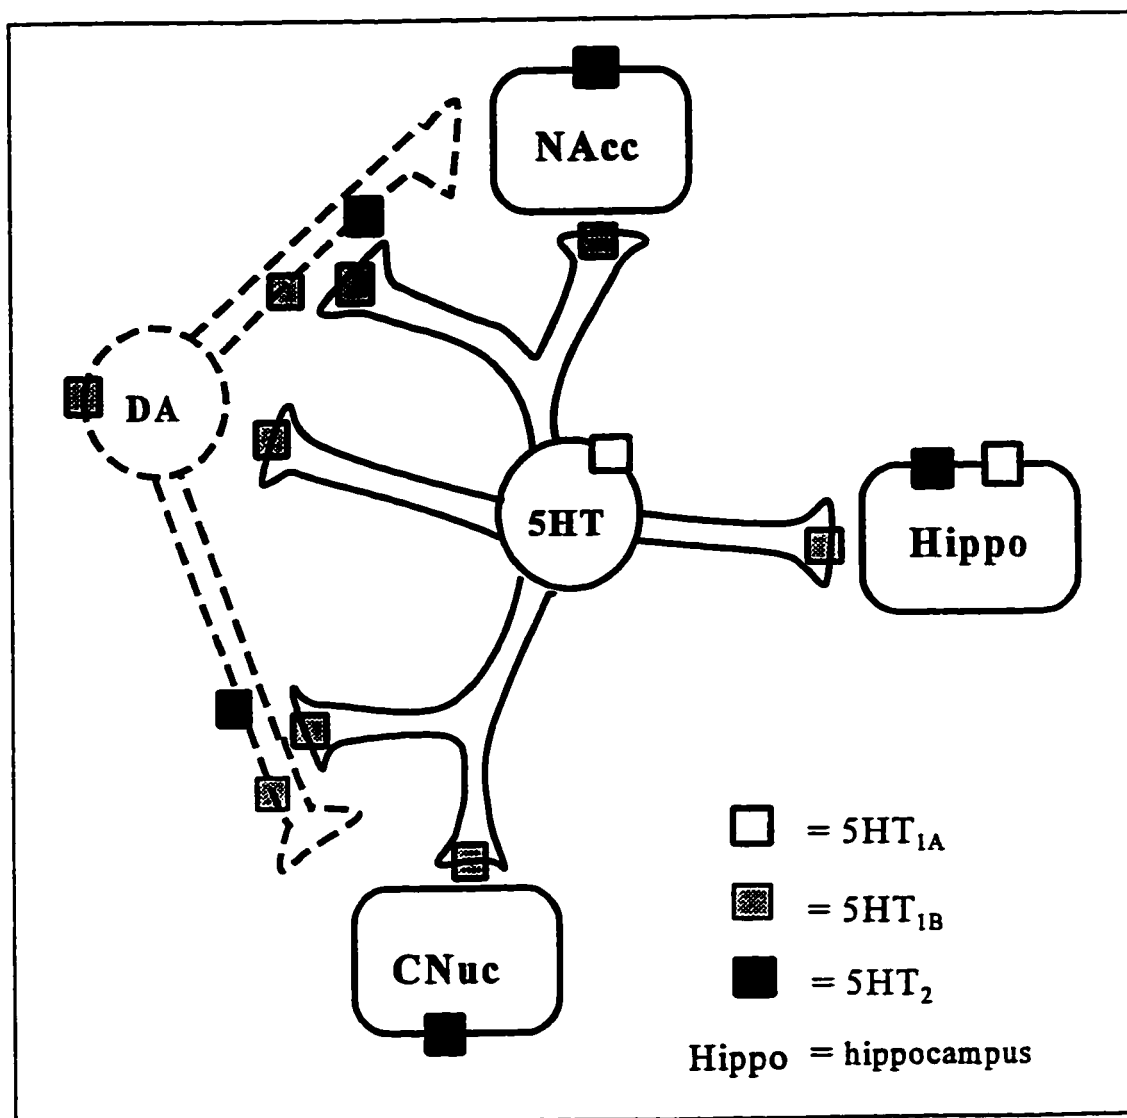 NAcc
DA
5HT
Hippo
CNuc
= 5HT1A
= 5HT1B
= 5HT2
Hippo = hippocampus